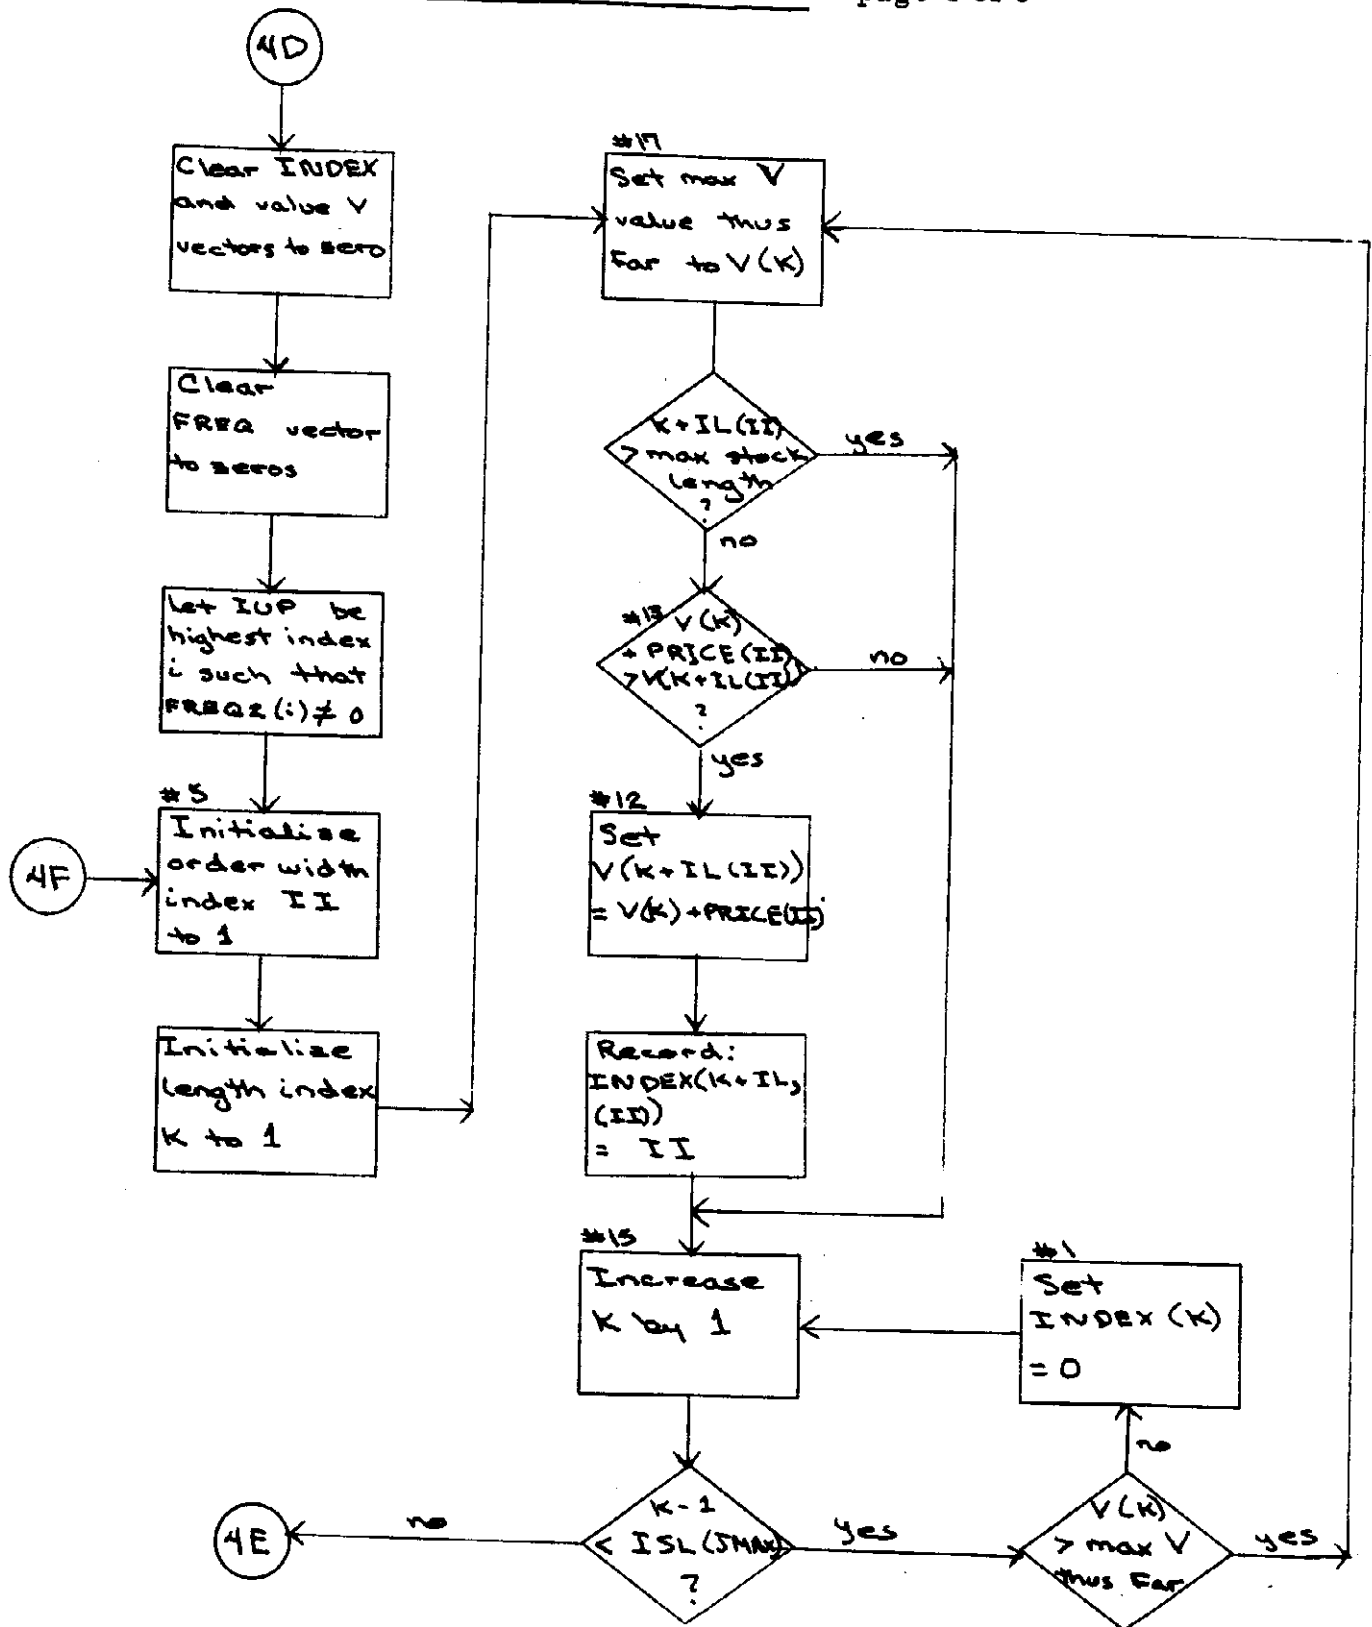 4D
Clear INDEX
and value V
vectors to zero
Clear
FREQ vector
to zeros
let IUP be
highest index
i such that
FREQ2(i) ≠ 0
#5
Initialize
order width
index II
to 1
4F
Initialize
length index
K to 1
#17
Set max V
value thus
Far to V(K)
K+IL(II)
> max stock
length
?
yes
no
#13 V(K)
+ PRICE(II)
>V(K+IL(II))
?
no
yes
#12
Set
V(K+IL(II))
= V(K)+PRICE(II)
Record:
INDEX(K+IL,
(II))
= II
#15
Increase
K by 1
#1
Set
INDEX (K)
= 0
no
K-1
< ISL(JMAX)
?
no
4E
yes
V(K)
> max V
thus Far
yes